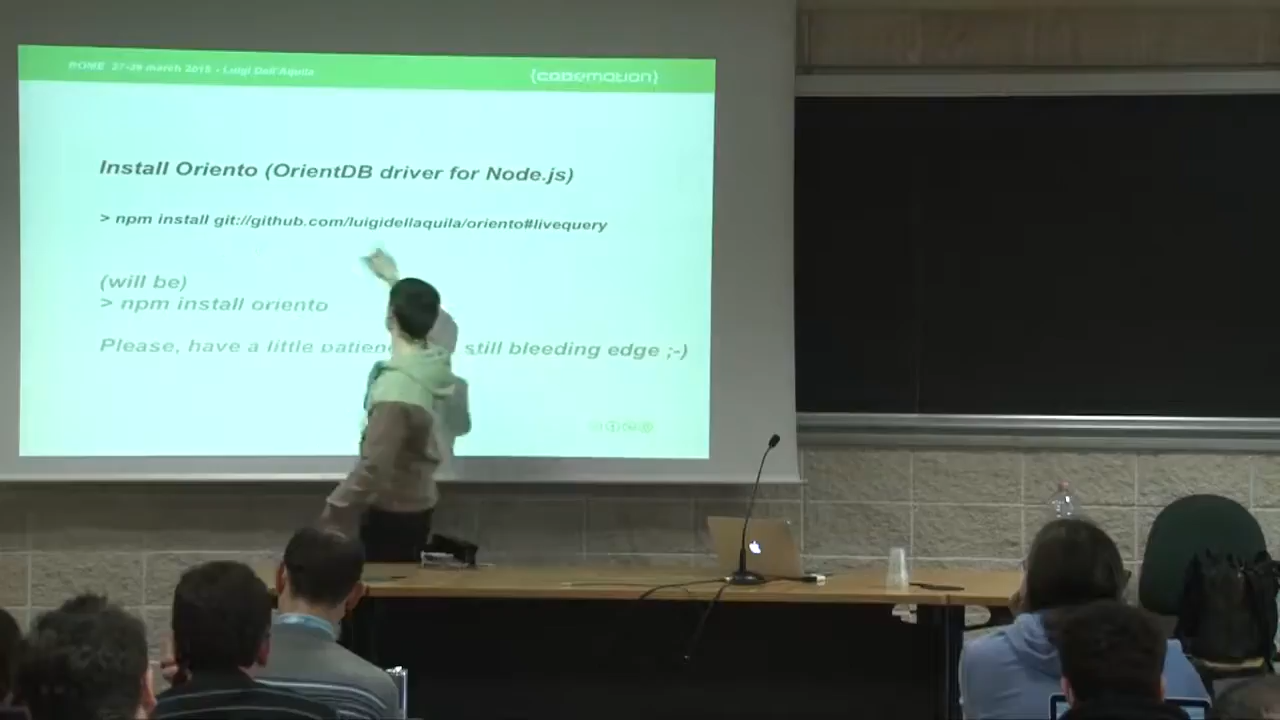 ROME 27-28 march 2015 - Luigi Dell'Aquila
{codemotion}
Install Oriento (OrientDB driver for Node.js)
> npm install git://github.com/luigidellaquila/oriento#livequery
(will be)
> npm install oriento
Please, have a little still bleeding edge ;-)